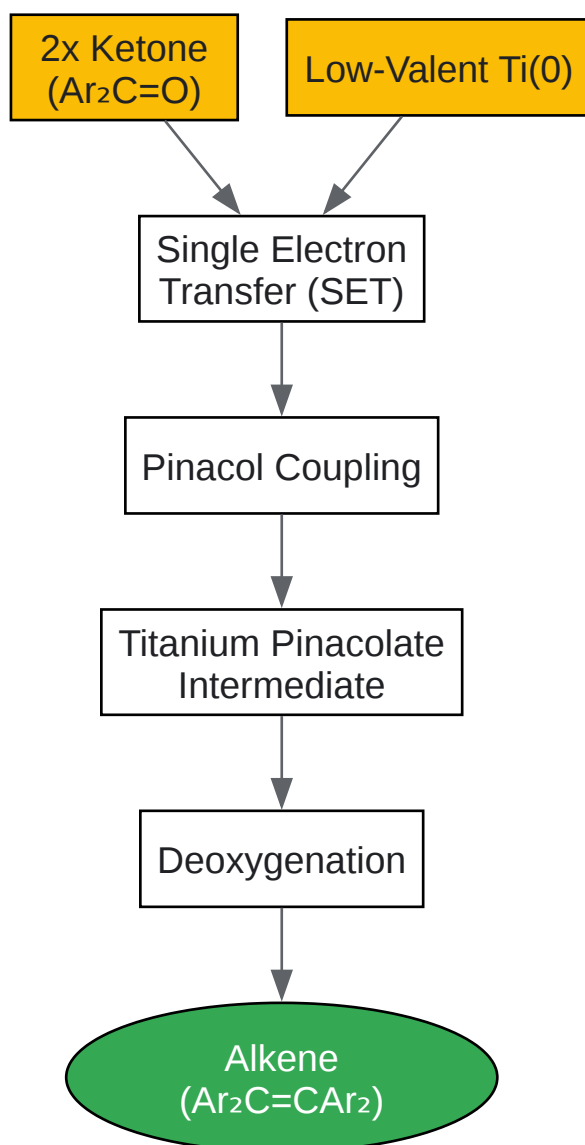 2x Ketone
(Ar₂C=O)
Low-Valent Ti(0)
Single Electron
Transfer (SET)
Pinacol Coupling
Titanium Pinacolate
Intermediate
Deoxygenation
Alkene
(Ar₂C=CAr₂)